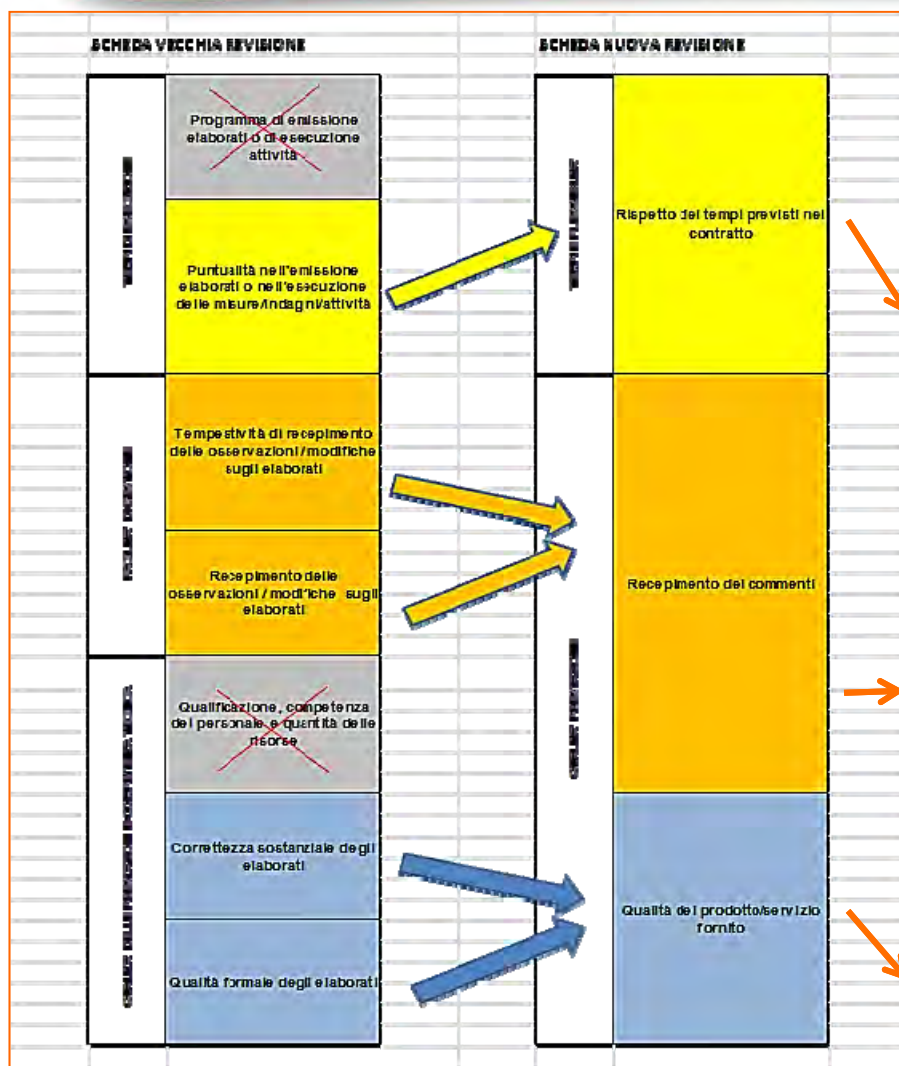 SCHEDA VECCHIA REVISIONE
SCHEDA NUOVA REVISIONE
Programma di emissione
elaborati o di esecuzione
attività
Puntualità nell'emissione
elaborati o nell'esecuzione
delle misure/indagni/attività
Tempestività di recepimento
delle osservazioni/modifiche
sugli elaborati
Recepimento delle
osservazioni / modifiche sugli
elaborati
Qualificazione, competenza
del personale e quantità delle
risorse
Correttezza sostanziale degli
elaborati
Qualità formale degli elaborati
Rispetto dei tempi previsti nel
contratto
Recepimento dei commenti
Qualità del prodotto/servizio
fornito